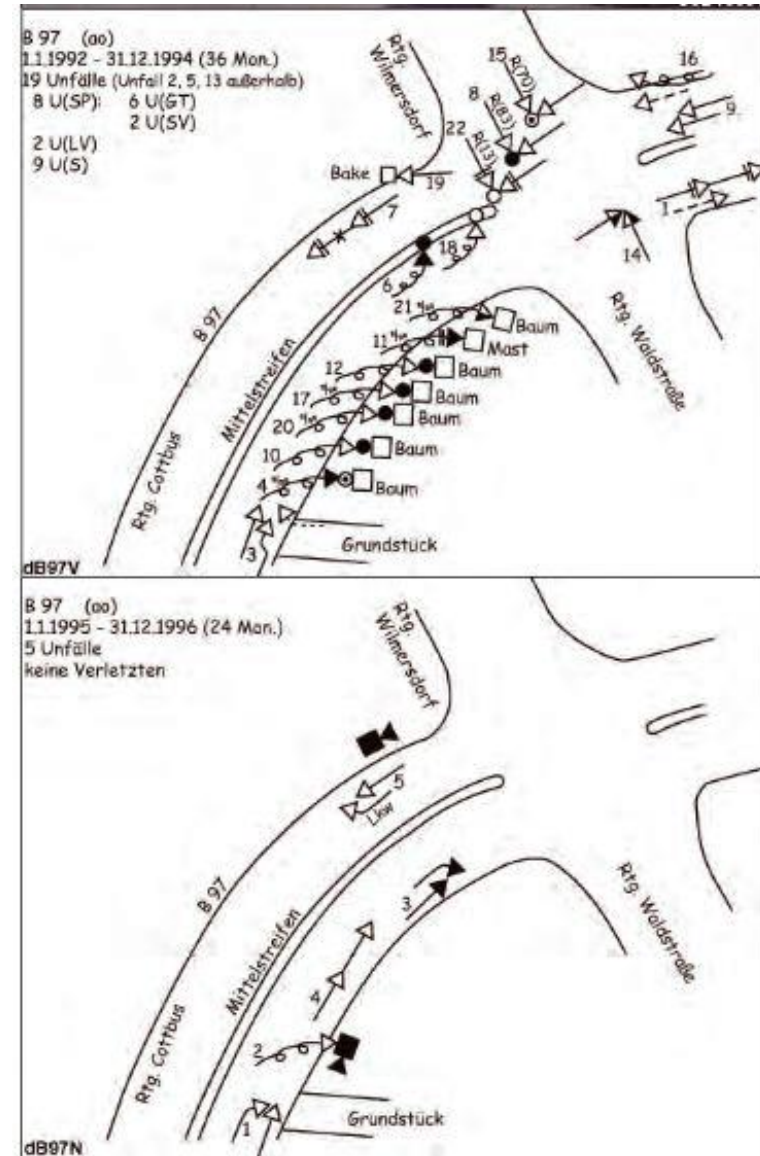 B 97 (ao)
1.1.1992 - 31.12.1994 (36 Mon.)
19 Unfälle (Unfall 2, 5, 13 außerhalb)
8 U(SP): 6 U(GT)
2 U(SV)
2 U(LV)
9 U(S)
Rtg.
Wilmersdorf
22
15
R(70)
8
R(83)
R(13)
16
9
Bake
19
7
1
14
18
6
21
Baum
11
Mast
12
Baum
17
Baum
20
Baum
10
Baum
4
Baum
3
B 97
Mittelstreifen
Rtg. Cottbus
Rtg. Waldstraße
Grundstück
dB97V
B 97 (ao)
1.1.1995 - 31.12.1996 (24 Mon.)
5 Unfälle
keine Verletzten
Rtg.
Wilmersdorf
5
Lkw
B 97
3
Mittelstreifen
4
Rtg. Cottbus
2
1
Rtg. Waldstraße
Grundstück
dB97N